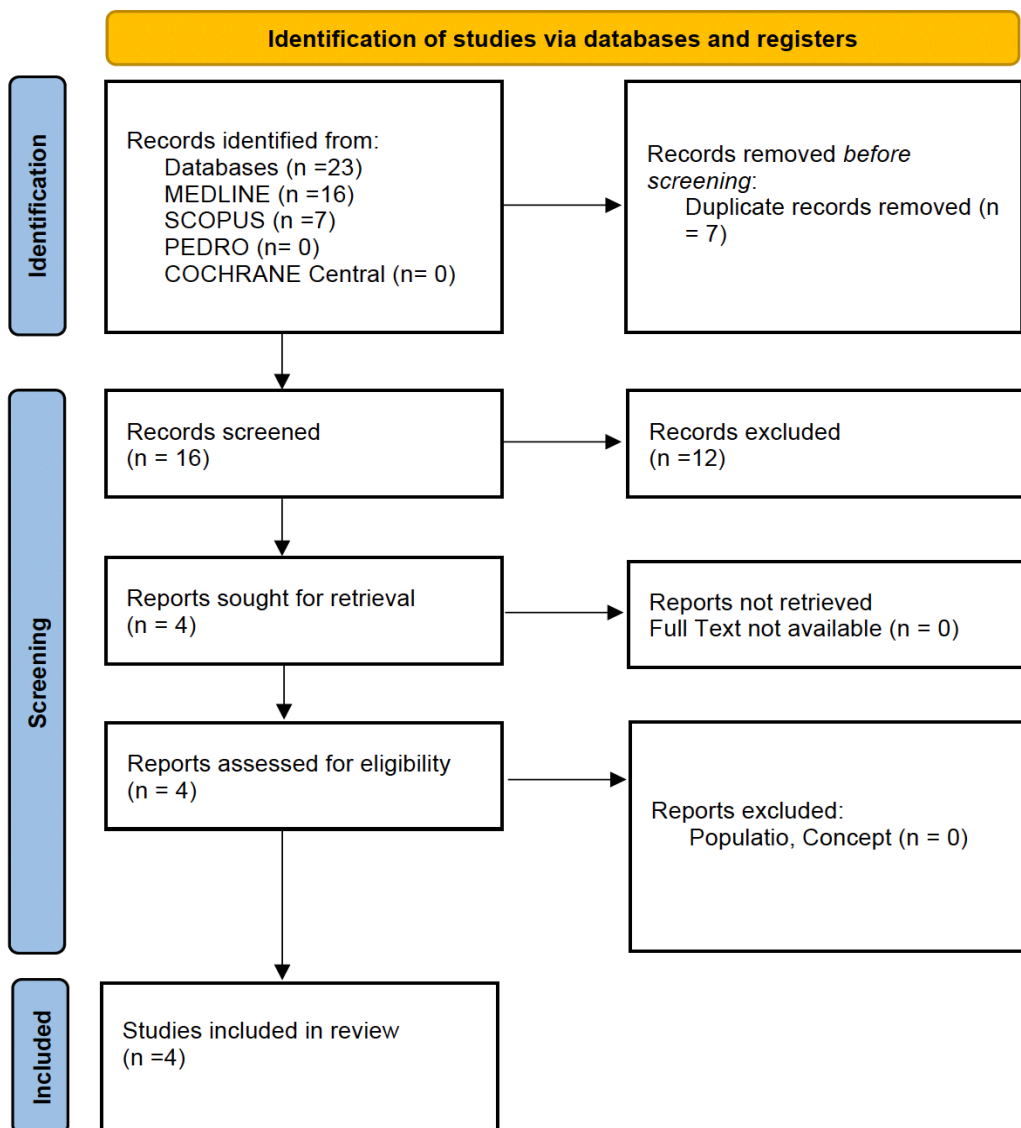 Identification of studies via databases and registers
Identification
Records identified from:
Databases (n =23)
MEDLINE (n =16)
SCOPUS (n =7)
PEDRO (n= 0)
COCHRANE Central (n= 0)
Records removed before
screening:
Duplicate records removed (n
= 7)
Screening
Records screened
(n = 16)
Records excluded
(n =12)
Reports sought for retrieval
(n = 4)
Reports not retrieved
Full Text not available (n = 0)
Reports assessed for eligibility
(n = 4)
Reports excluded:
Populatio, Concept (n = 0)
Included
Studies included in review
(n =4)